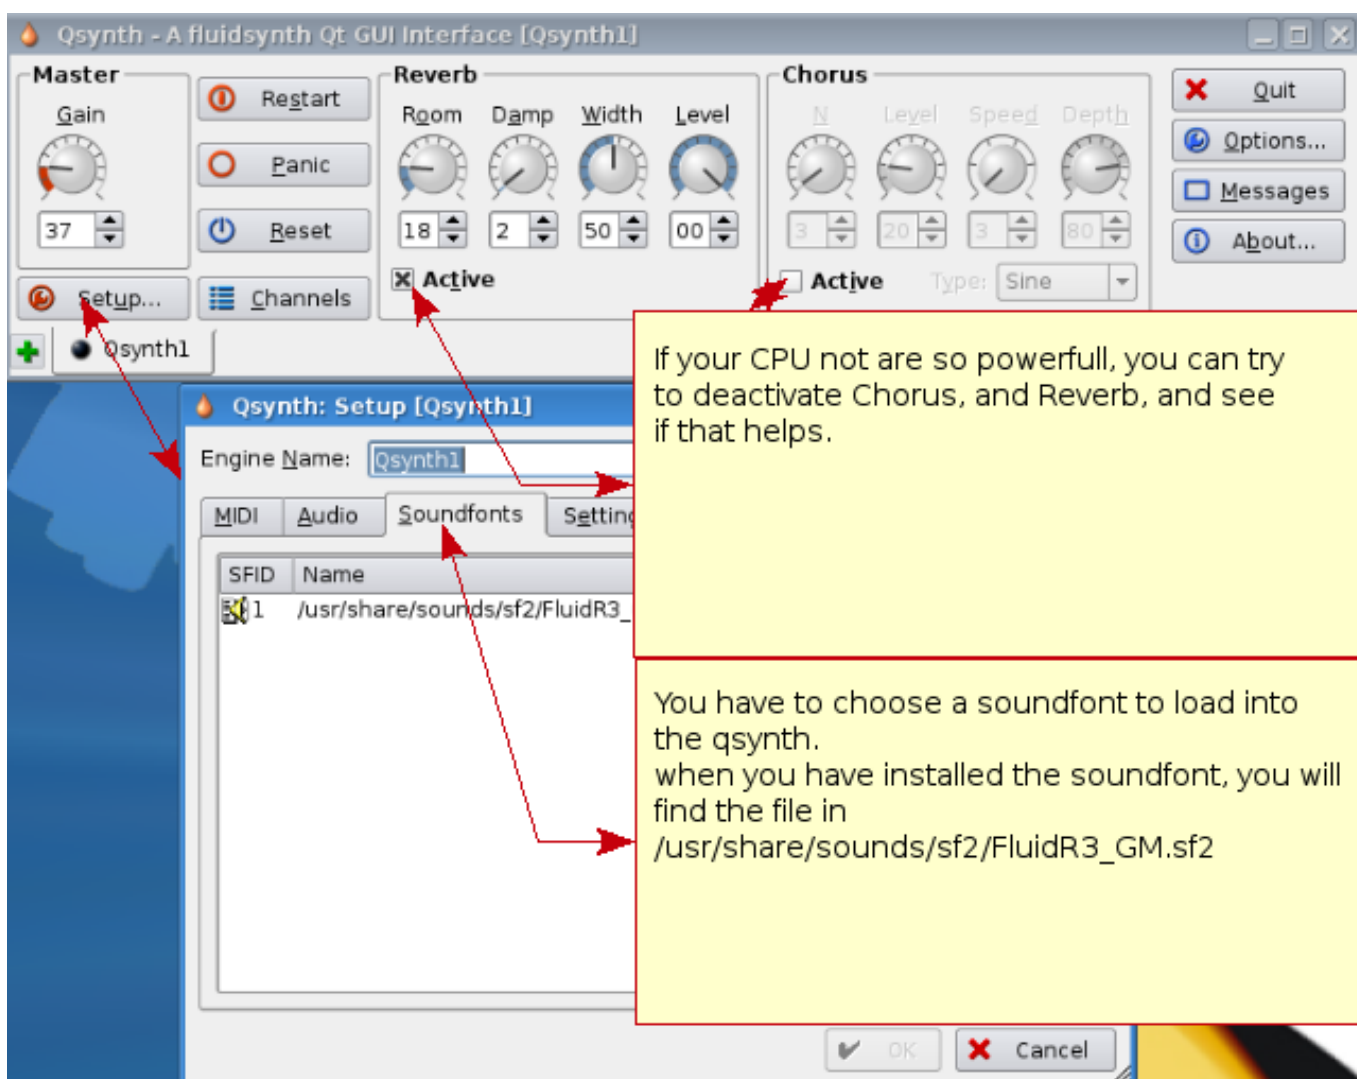 Qsynth - A fluidsynth Qt GUI Interface [Qsynth1]
Master
Reverb
Chorus
Gain
Restart
Room Damp Width Level
N Level Speed Depth
Quit
Options...
Panic
Messages
37
Reset
18 2 50 00
3 20 3 80
About...
Active
Active Type: Sine
Setup...
Channels
Qsynth1
If your CPU not are so powerfull, you can try
to deactivate Chorus, and Reverb, and see
if that helps.
Qsynth: Setup [Qsynth1]
Engine Name: Qsynth1
MIDI Audio Soundfonts
SFID Name
1 /usr/share/sounds/sf2/FluidR3_
You have to choose a soundfont to load into
the qsynth.
when you have installed the soundfont, you will
find the file in
/usr/share/sounds/sf2/FluidR3_GM.sf2
OK Cancel